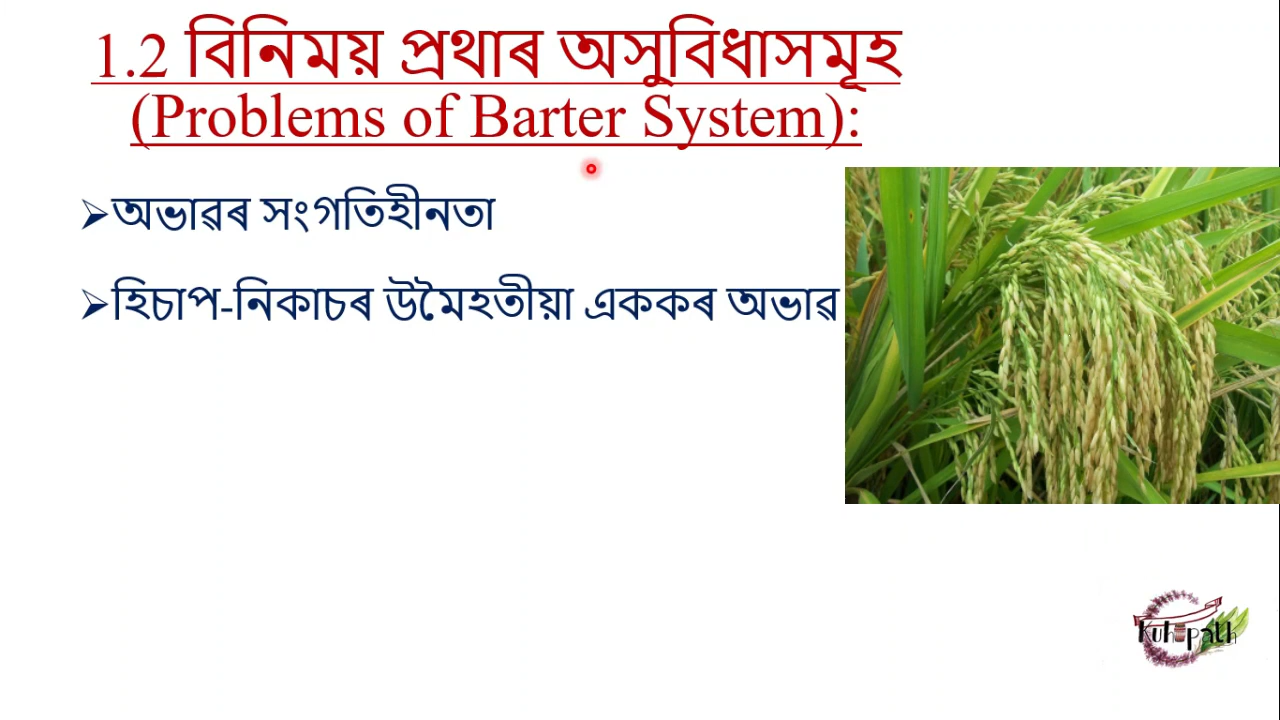 1.2 বিনিময় প্ৰথাৰ অসুবিধাসমূহ
(Problems of Barter System):
➢অভাৱৰ সংগতিহীনতা
➢হিচাপ-নিকাচৰ উমৈহতীয়া এককৰ অভাৱ
Kuhipath